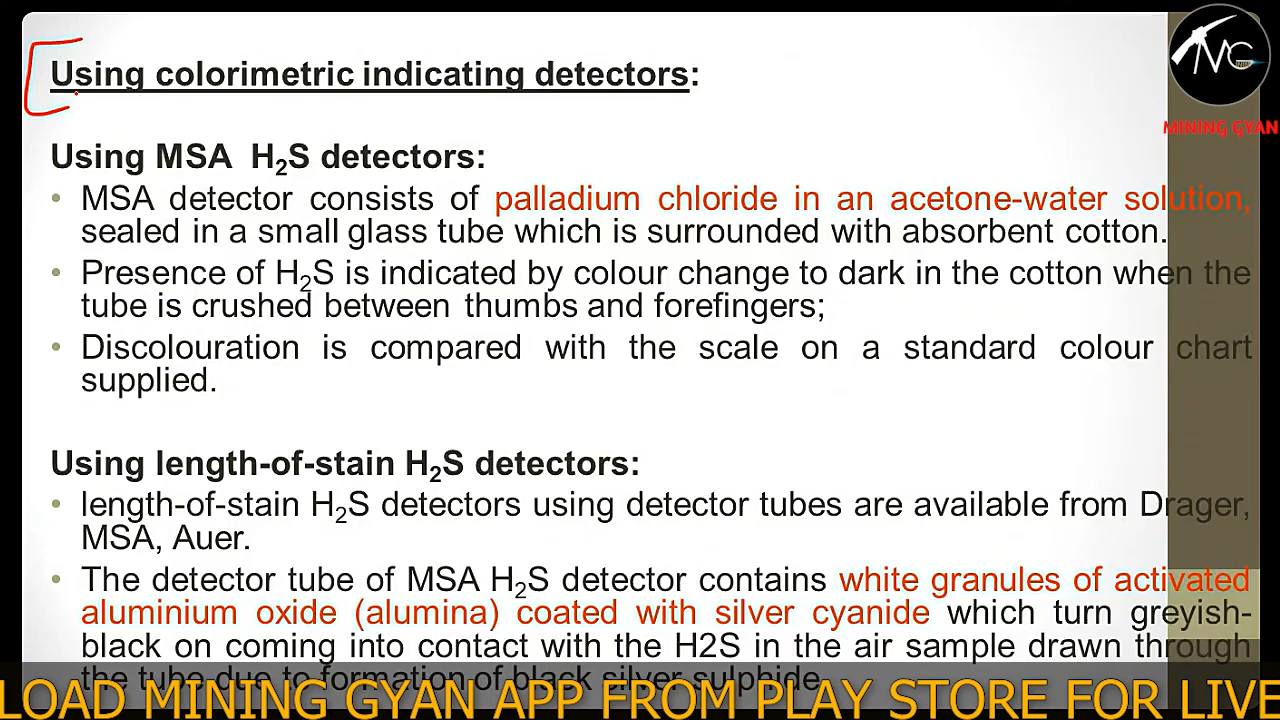 Using colorimetric indicating detectors:
MG
MINING GYAN
Using MSA H2S detectors:
• MSA detector consists of palladium chloride in an acetone-water solution,
sealed in a small glass tube which is surrounded with absorbent cotton.
• Presence of H2S is indicated by colour change to dark in the cotton when the
tube is crushed between thumbs and forefingers;
• Discolouration is compared with the scale on a standard colour chart
supplied.
Using length-of-stain H2S detectors:
• length-of-stain H2S detectors using detector tubes are available from Drager,
MSA, Auer.
• The detector tube of MSA H2S detector contains white granules of activated
aluminium oxide (alumina) coated with silver cyanide which turn greyish-
black on coming into contact with the H2S in the air sample drawn through
the tube due to formation of black silver sulphide.
LOAD MINING GYAN APP FROM PLAY STORE FOR LIVE